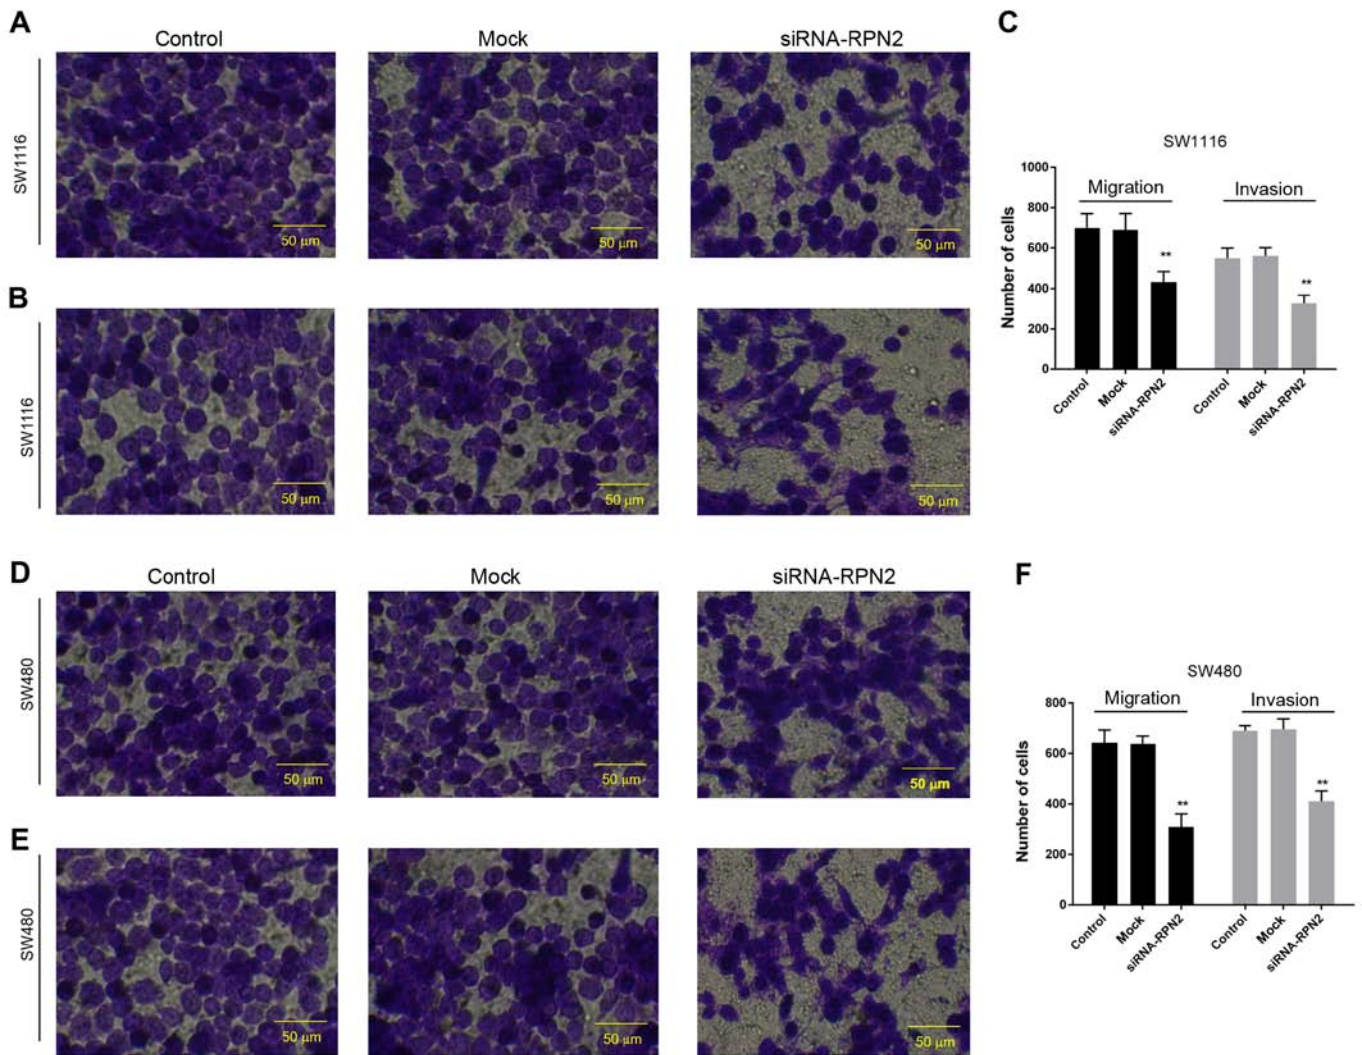 A
Control
Mock
siRNA-RPN2
SW1116
50 μm
50 μm
50 μm
B
SW1116
50 μm
50 μm
50 μm
C
SW1116
1000
800
600
400
200
0
Number of cells
Migration
Invasion
**
**
Control
Mock
siRNA-RPN2
Control
Mock
siRNA-RPN2
D
Control
Mock
siRNA-RPN2
SW480
50 μm
50 μm
50 μm
E
SW480
50 μm
50 μm
50 μm
F
SW480
800
600
400
200
0
Number of cells
Migration
Invasion
**
**
Control
Mock
siRNA-RPN2
Control
Mock
siRNA-RPN2